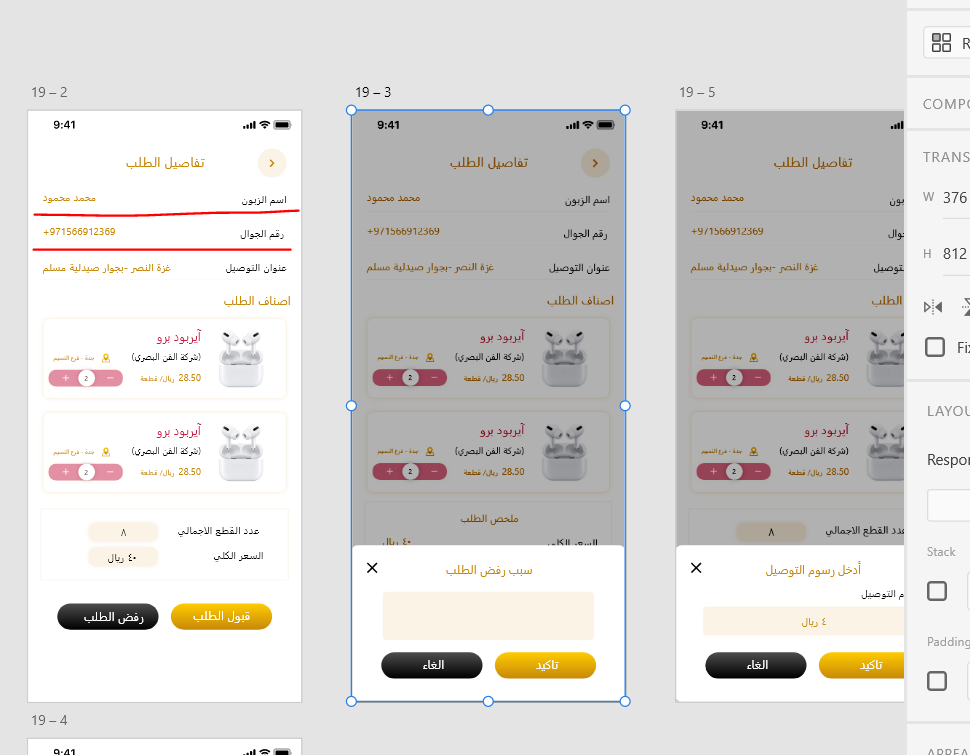 19 – 2
9:41
تفاصيل الطلب
اسم الزبون
محمد محمود
رقم الجوال
+971566912369
عنوان التوصيل
غزة النصر -بجوار صيدلية مسلم
اصناف الطلب
آيربود برو
(شركة الفن البصري)
جدة - فرع النسيم
28.50 ريال/ قطعة
+ 2 −
آيربود برو
(شركة الفن البصري)
جدة - فرع النسيم
28.50 ريال/ قطعة
+ 2 −
عدد القطع الاجمالي
٨
السعر الكلي
٤٠ ريال
قبول الطلب
رفض الطلب
19 – 3
9:41
تفاصيل الطلب
اسم الزبون
محمد محمود
رقم الجوال
+971566912369
عنوان التوصيل
غزة النصر -بجوار صيدلية مسلم
اصناف الطلب
آيربود برو
(شركة الفن البصري)
جدة - فرع النسيم
28.50 ريال/ قطعة
+ 2 −
آيربود برو
(شركة الفن البصري)
جدة - فرع النسيم
28.50 ريال/ قطعة
+ 2 −
ملخص الطلب
السعر الكلي
٤٠ ريال
سبب رفض الطلب
تاكيد
الغاء
19 – 5
9:41
تفاصيل الطلب
محمد محمود
+971566912369
التوصيل
غزة النصر -بجوار صيدلية مسلم
الطلب
آيربود برو
(شركة الفن البصري)
جدة - فرع النسيم
28.50 ريال/ قطعة
+ 2 −
آيربود برو
(شركة الفن البصري)
جدة - فرع النسيم
28.50 ريال/ قطعة
+ 2 −
عدد القطع الاجمالي
٨
أدخل رسوم التوصيل
م التوصيل
٤ ريال
تاكيد
الغاء
19 – 4
9:41
R
COMPO
TRANS
W 376
H 812
Fi
LAYOU
Respon
Stack
Padding
APPEA